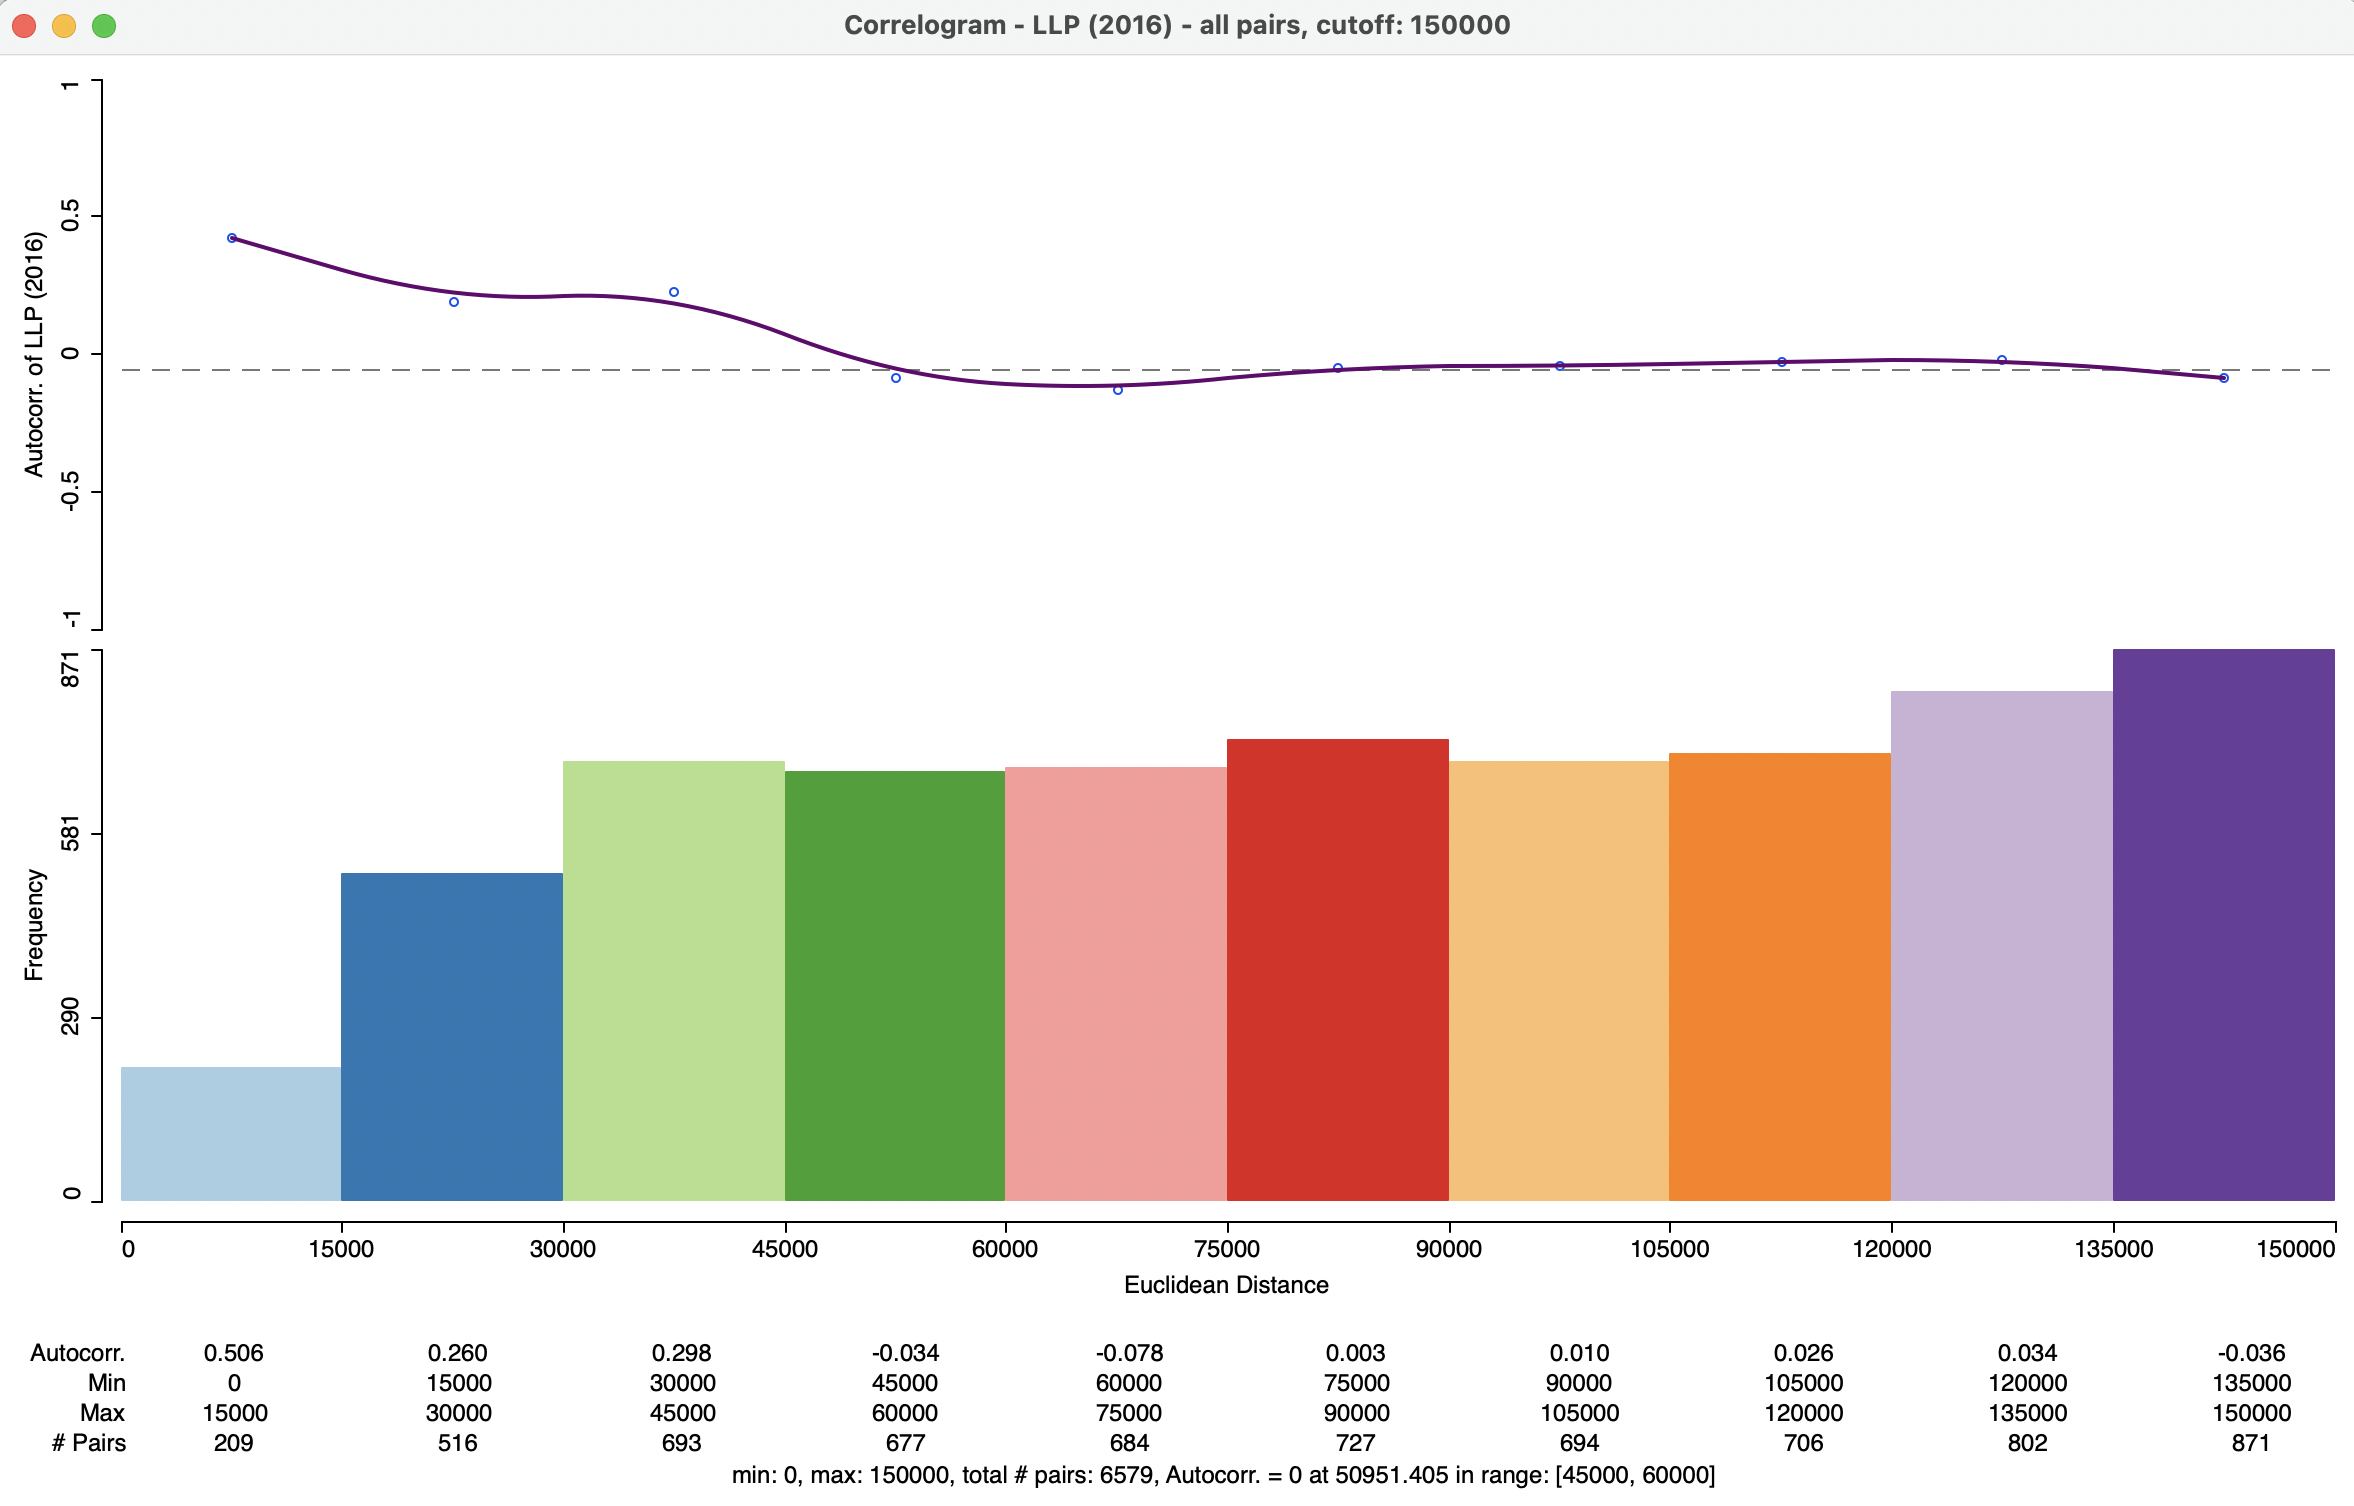 Correlogram - LLP (2016) - all pairs, cutoff: 150000
1
0.5
0
-0.5
-1
Autocorr. of LLP (2016)
871
581
290
0
Frequency
0 15000 30000 45000 60000 75000 90000 105000 120000 135000 150000
Euclidean Distance
Autocorr. 0.506 0.260 0.298 -0.034 -0.078 0.003 0.010 0.026 0.034 -0.036
Min 0 15000 30000 45000 60000 75000 90000 105000 120000 135000
Max 15000 30000 45000 60000 75000 90000 105000 120000 135000 150000
# Pairs 209 516 693 677 684 727 694 706 802 871
min: 0, max: 150000, total # pairs: 6579, Autocorr. = 0 at 50951.405 in range: [45000, 60000]